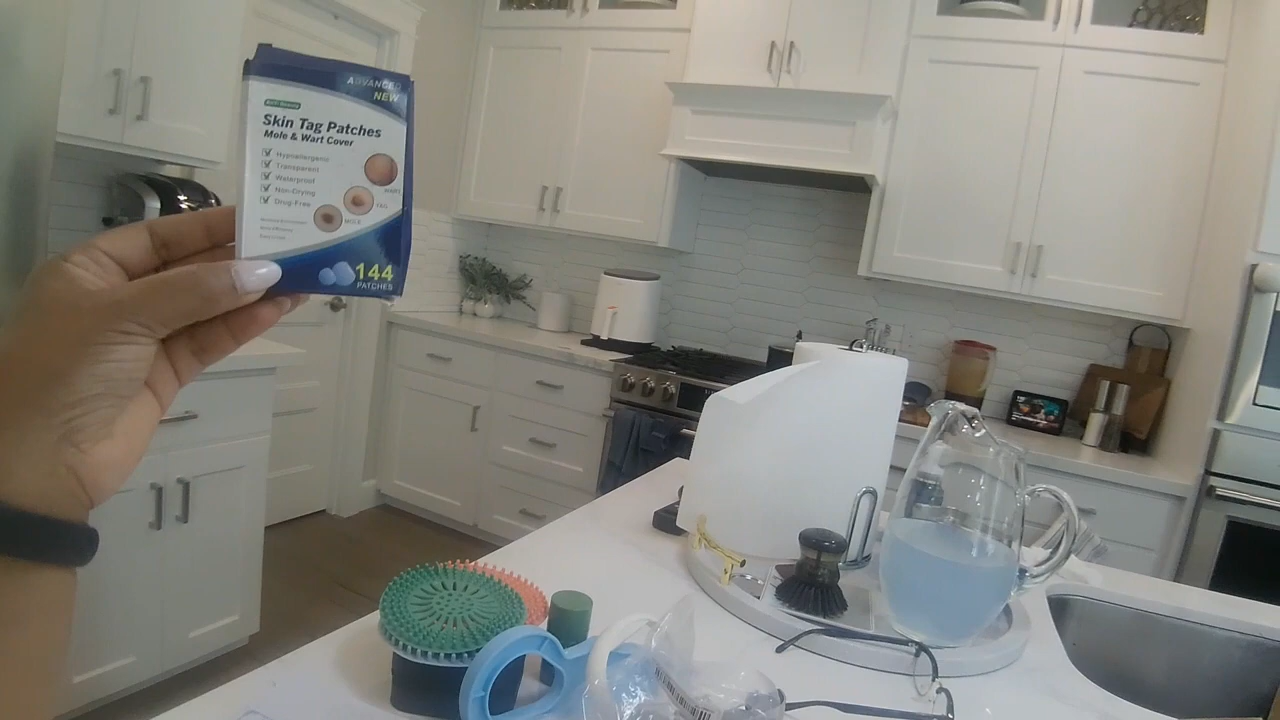 ADVANCED
NEW
Skin Tag Patches
Mole & Wart Cover
Hypoallergenic
Transparent
Waterproof
Non-Drying
Drug-Free
WART
TAG
MOLE
144
PATCHES